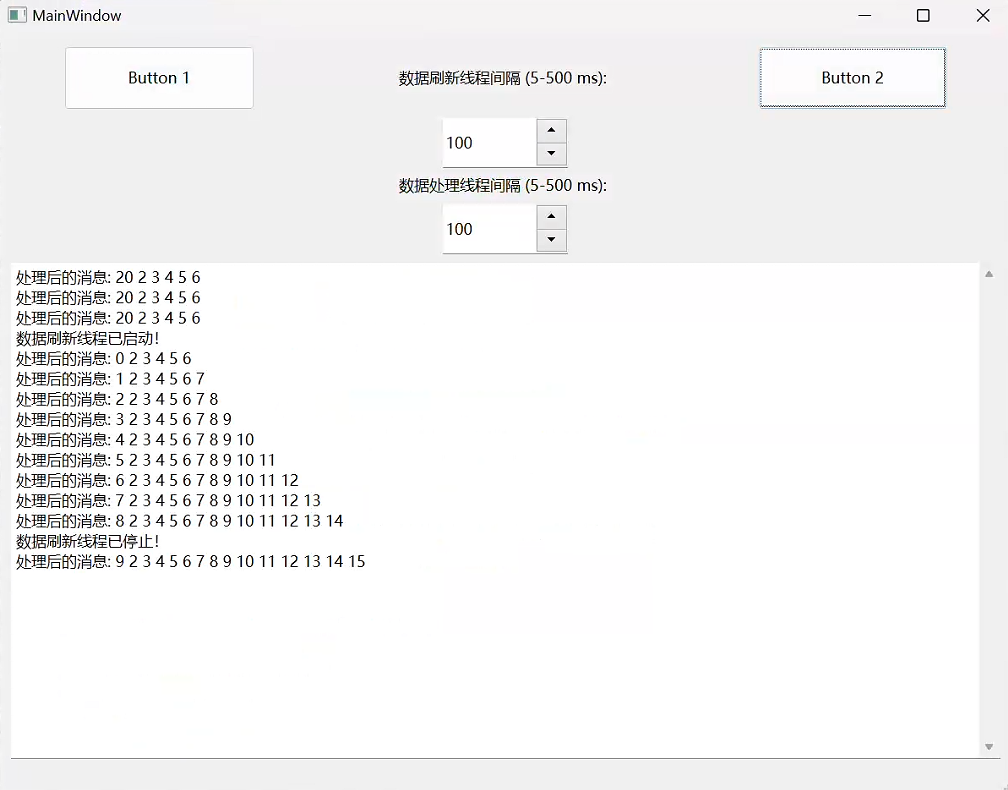 MainWindow
Button 1
数据刷新线程间隔 (5-500 ms):
Button 2
100
数据处理线程间隔 (5-500 ms):
100
处理后的消息: 20 2 3 4 5 6
处理后的消息: 20 2 3 4 5 6
处理后的消息: 20 2 3 4 5 6
数据刷新线程已启动!
处理后的消息: 0 2 3 4 5 6
处理后的消息: 1 2 3 4 5 6 7
处理后的消息: 2 2 3 4 5 6 7 8
处理后的消息: 3 2 3 4 5 6 7 8 9
处理后的消息: 4 2 3 4 5 6 7 8 9 10
处理后的消息: 5 2 3 4 5 6 7 8 9 10 11
处理后的消息: 6 2 3 4 5 6 7 8 9 10 11 12
处理后的消息: 7 2 3 4 5 6 7 8 9 10 11 12 13
处理后的消息: 8 2 3 4 5 6 7 8 9 10 11 12 13 14
数据刷新线程已停止!
处理后的消息: 9 2 3 4 5 6 7 8 9 10 11 12 13 14 15